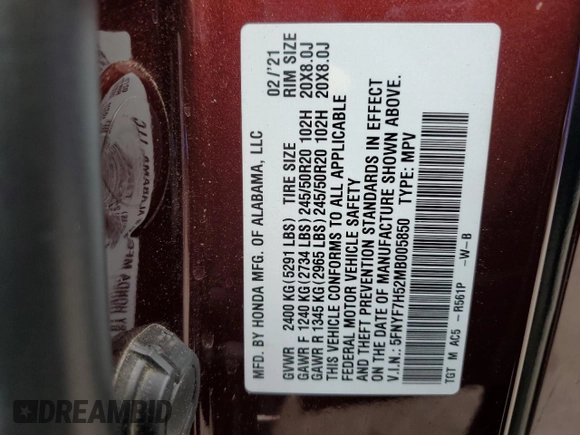 MFD. BY HONDA MFG. OF ALABAMA, LLC 02/'21
TIRE SIZE RIM SIZE
GVWR 2400 KG(5291 LBS)
GAWR F 1240 KG(2734 LBS)245/50R20 102H 20X8.0J
GAWR R 1345 KG(2965 LBS)245/50R20 102H 20X8.0J
THIS VEHICLE CONFORMS TO ALL APPLICABLE
FEDERAL MOTOR VEHICLE SAFETY
AND THEFT PREVENTION STANDARDS IN EFFECT
ON THE DATE OF MANUFACTURE SHOWN ABOVE.
V.I.N.: 5FNYF7H52MB005850 TYPE: MPV
TGT M AC5 - R561P -W-B
DREAMBID